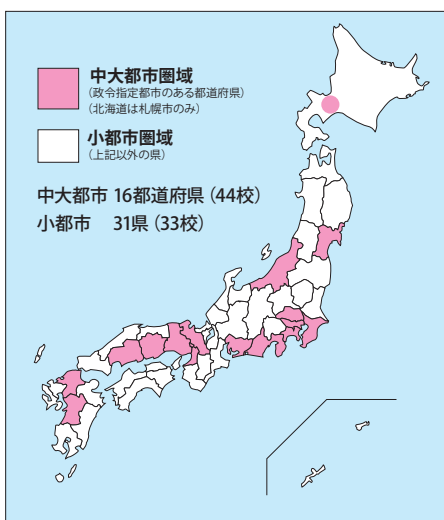 中大都市圏域
(政令指定都市のある都道府県)
(北海道は札幌市のみ)
小都市圏域
(上記以外の県)
中大都市 16都道府県 (44校)
小都市 31県 (33校)